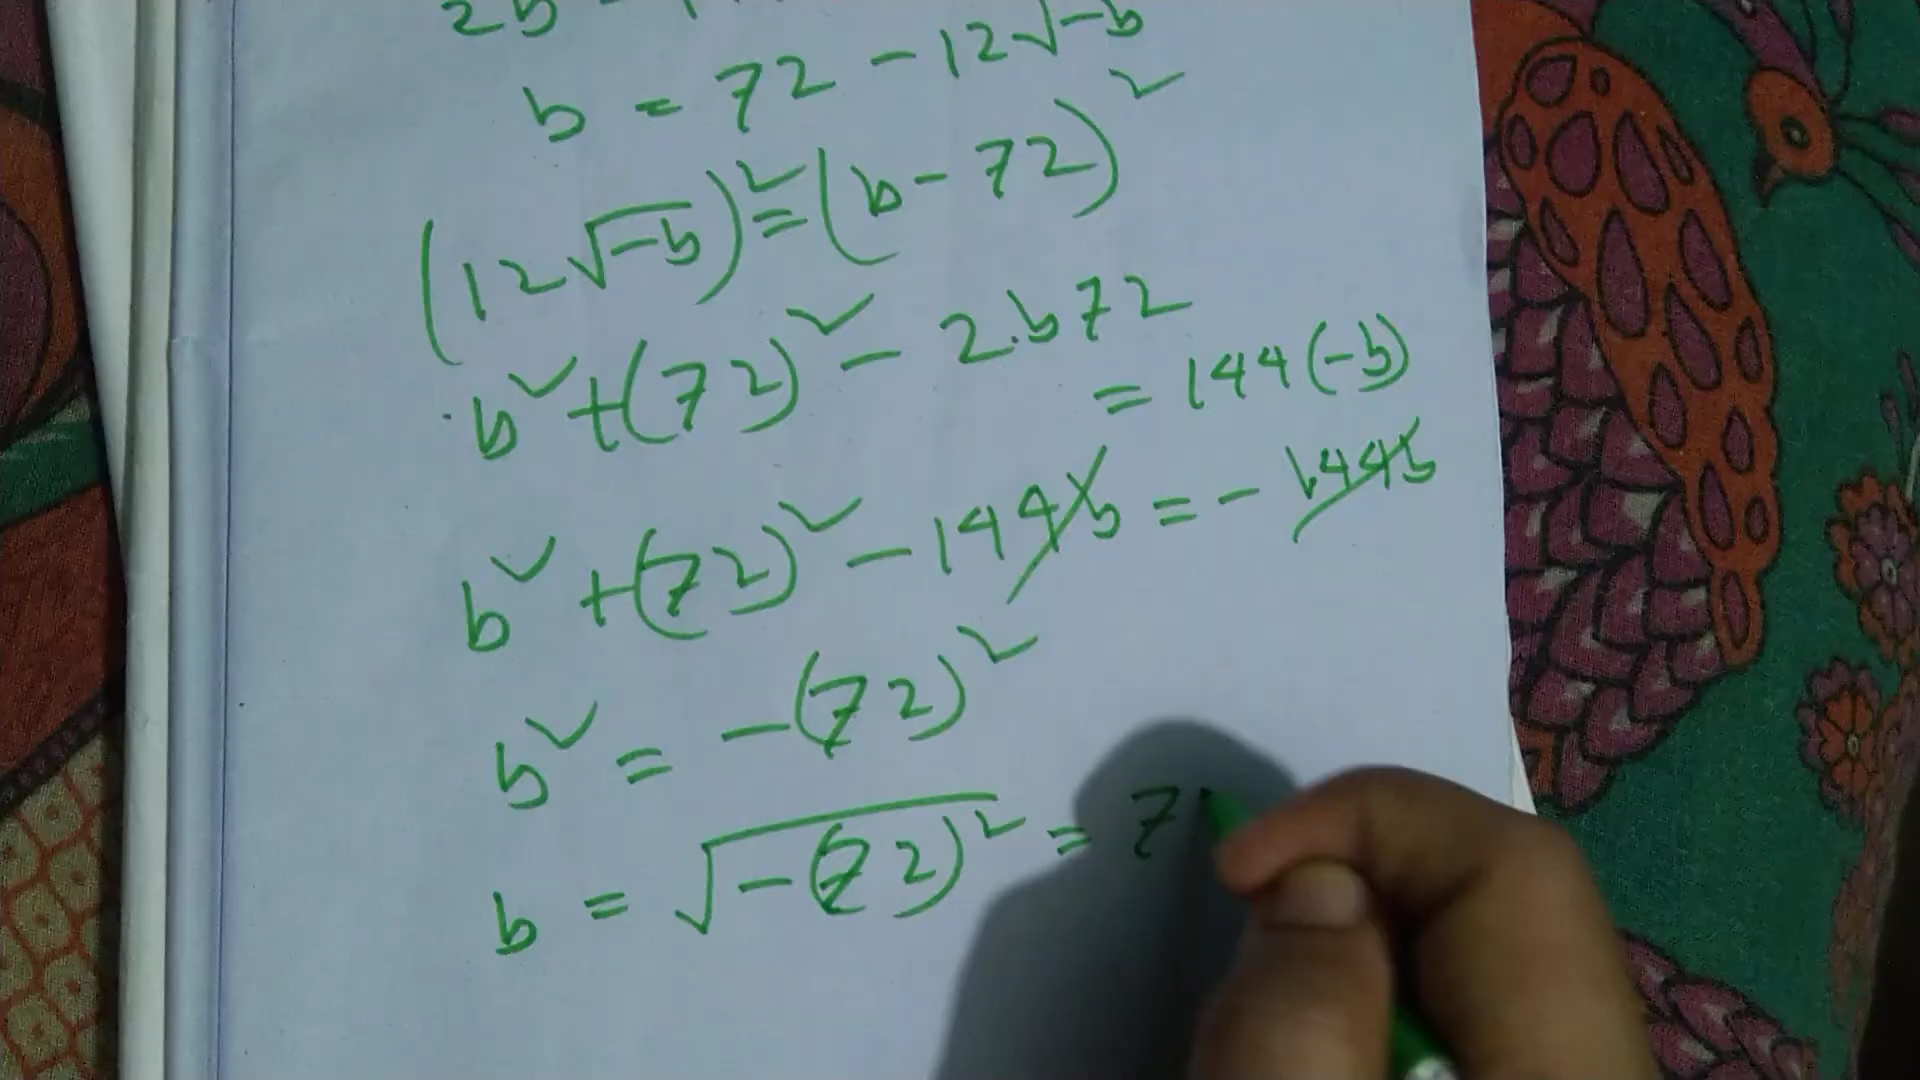 2b -
b = 72 - 12√-b
(12√-b)² = (b - 72)²
b² + (72)² - 2.b72
= 144(-b)
b² + (72)² - 144b = - 144b
b² = -(72)²
b = √-(72)² = 7